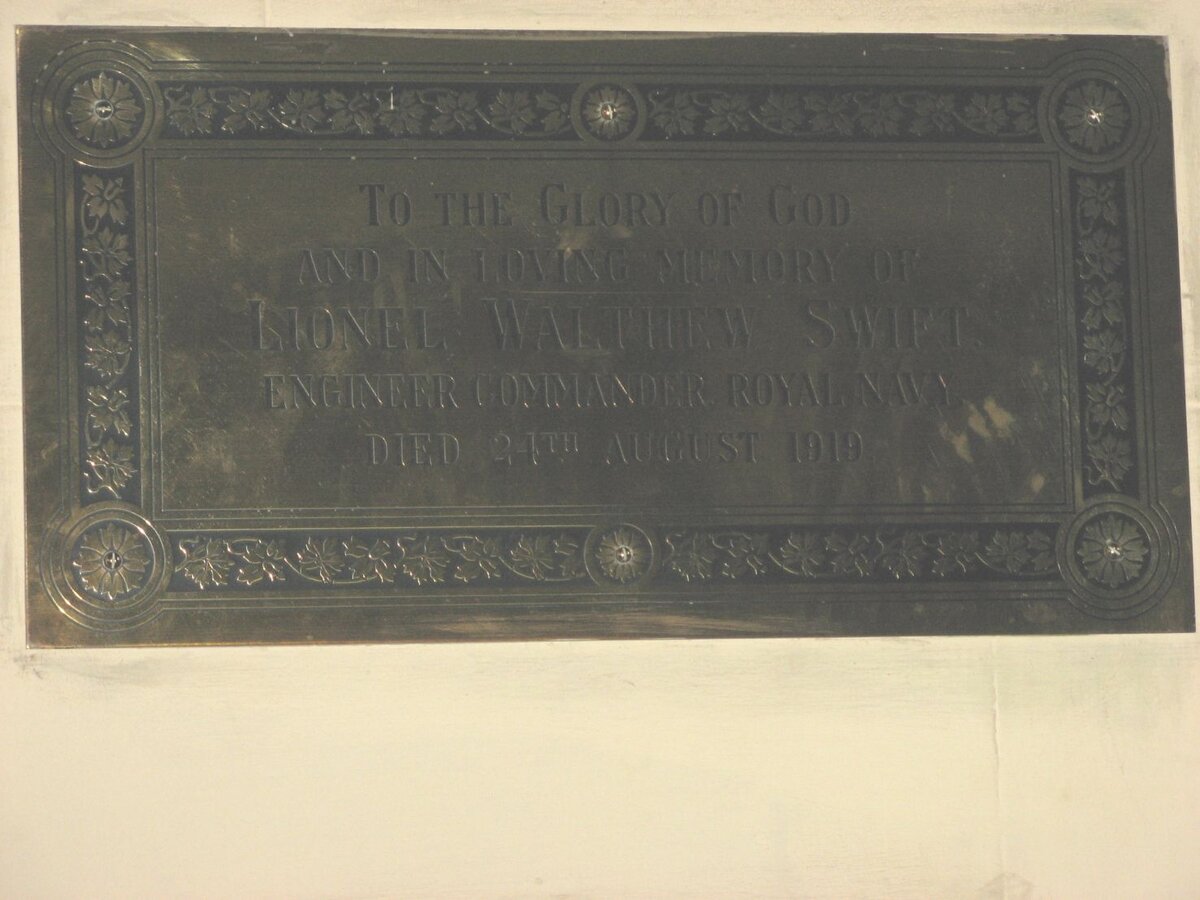 To the Glory of God
and in loving memory of
Lionel Walthew Swift.
Engineer Commander Royal Navy.
Died 24th August 1919